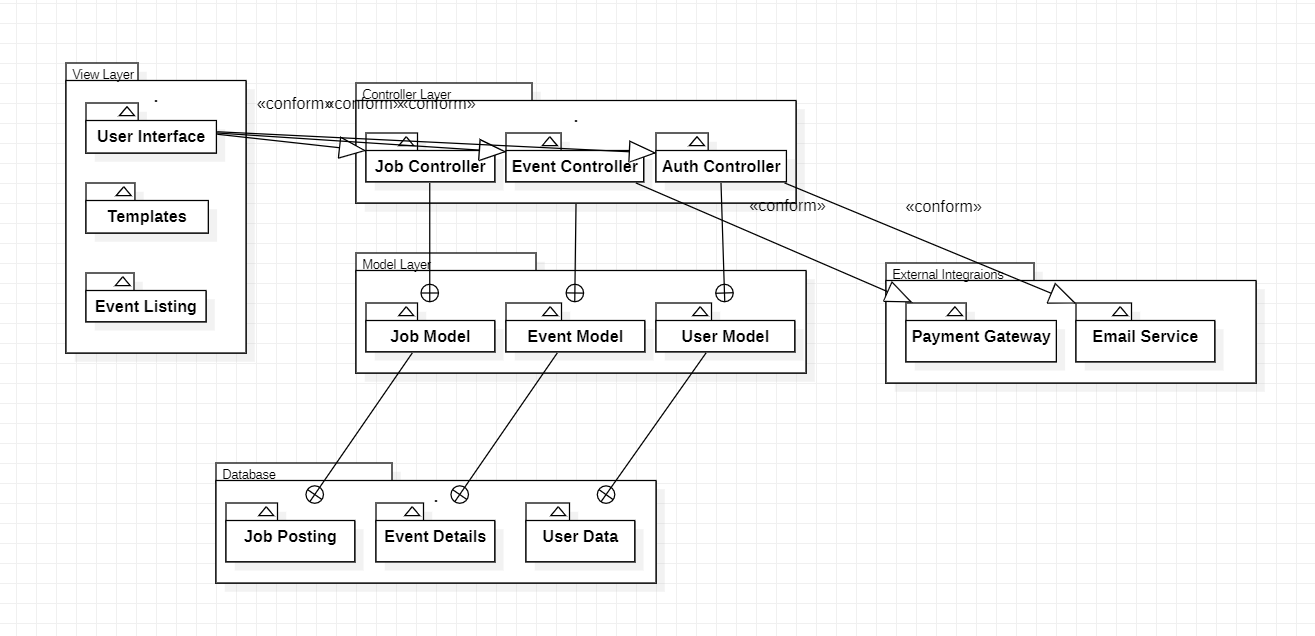 View Layer
User Interface
Templates
Event Listing
«conform»
«conform»
«conform»
Controller Layer
Job Controller
Event Controller
Auth Controller
«conform»
«conform»
Model Layer
Job Model
Event Model
User Model
External Integraions
Payment Gateway
Email Service
Database
Job Posting
Event Details
User Data